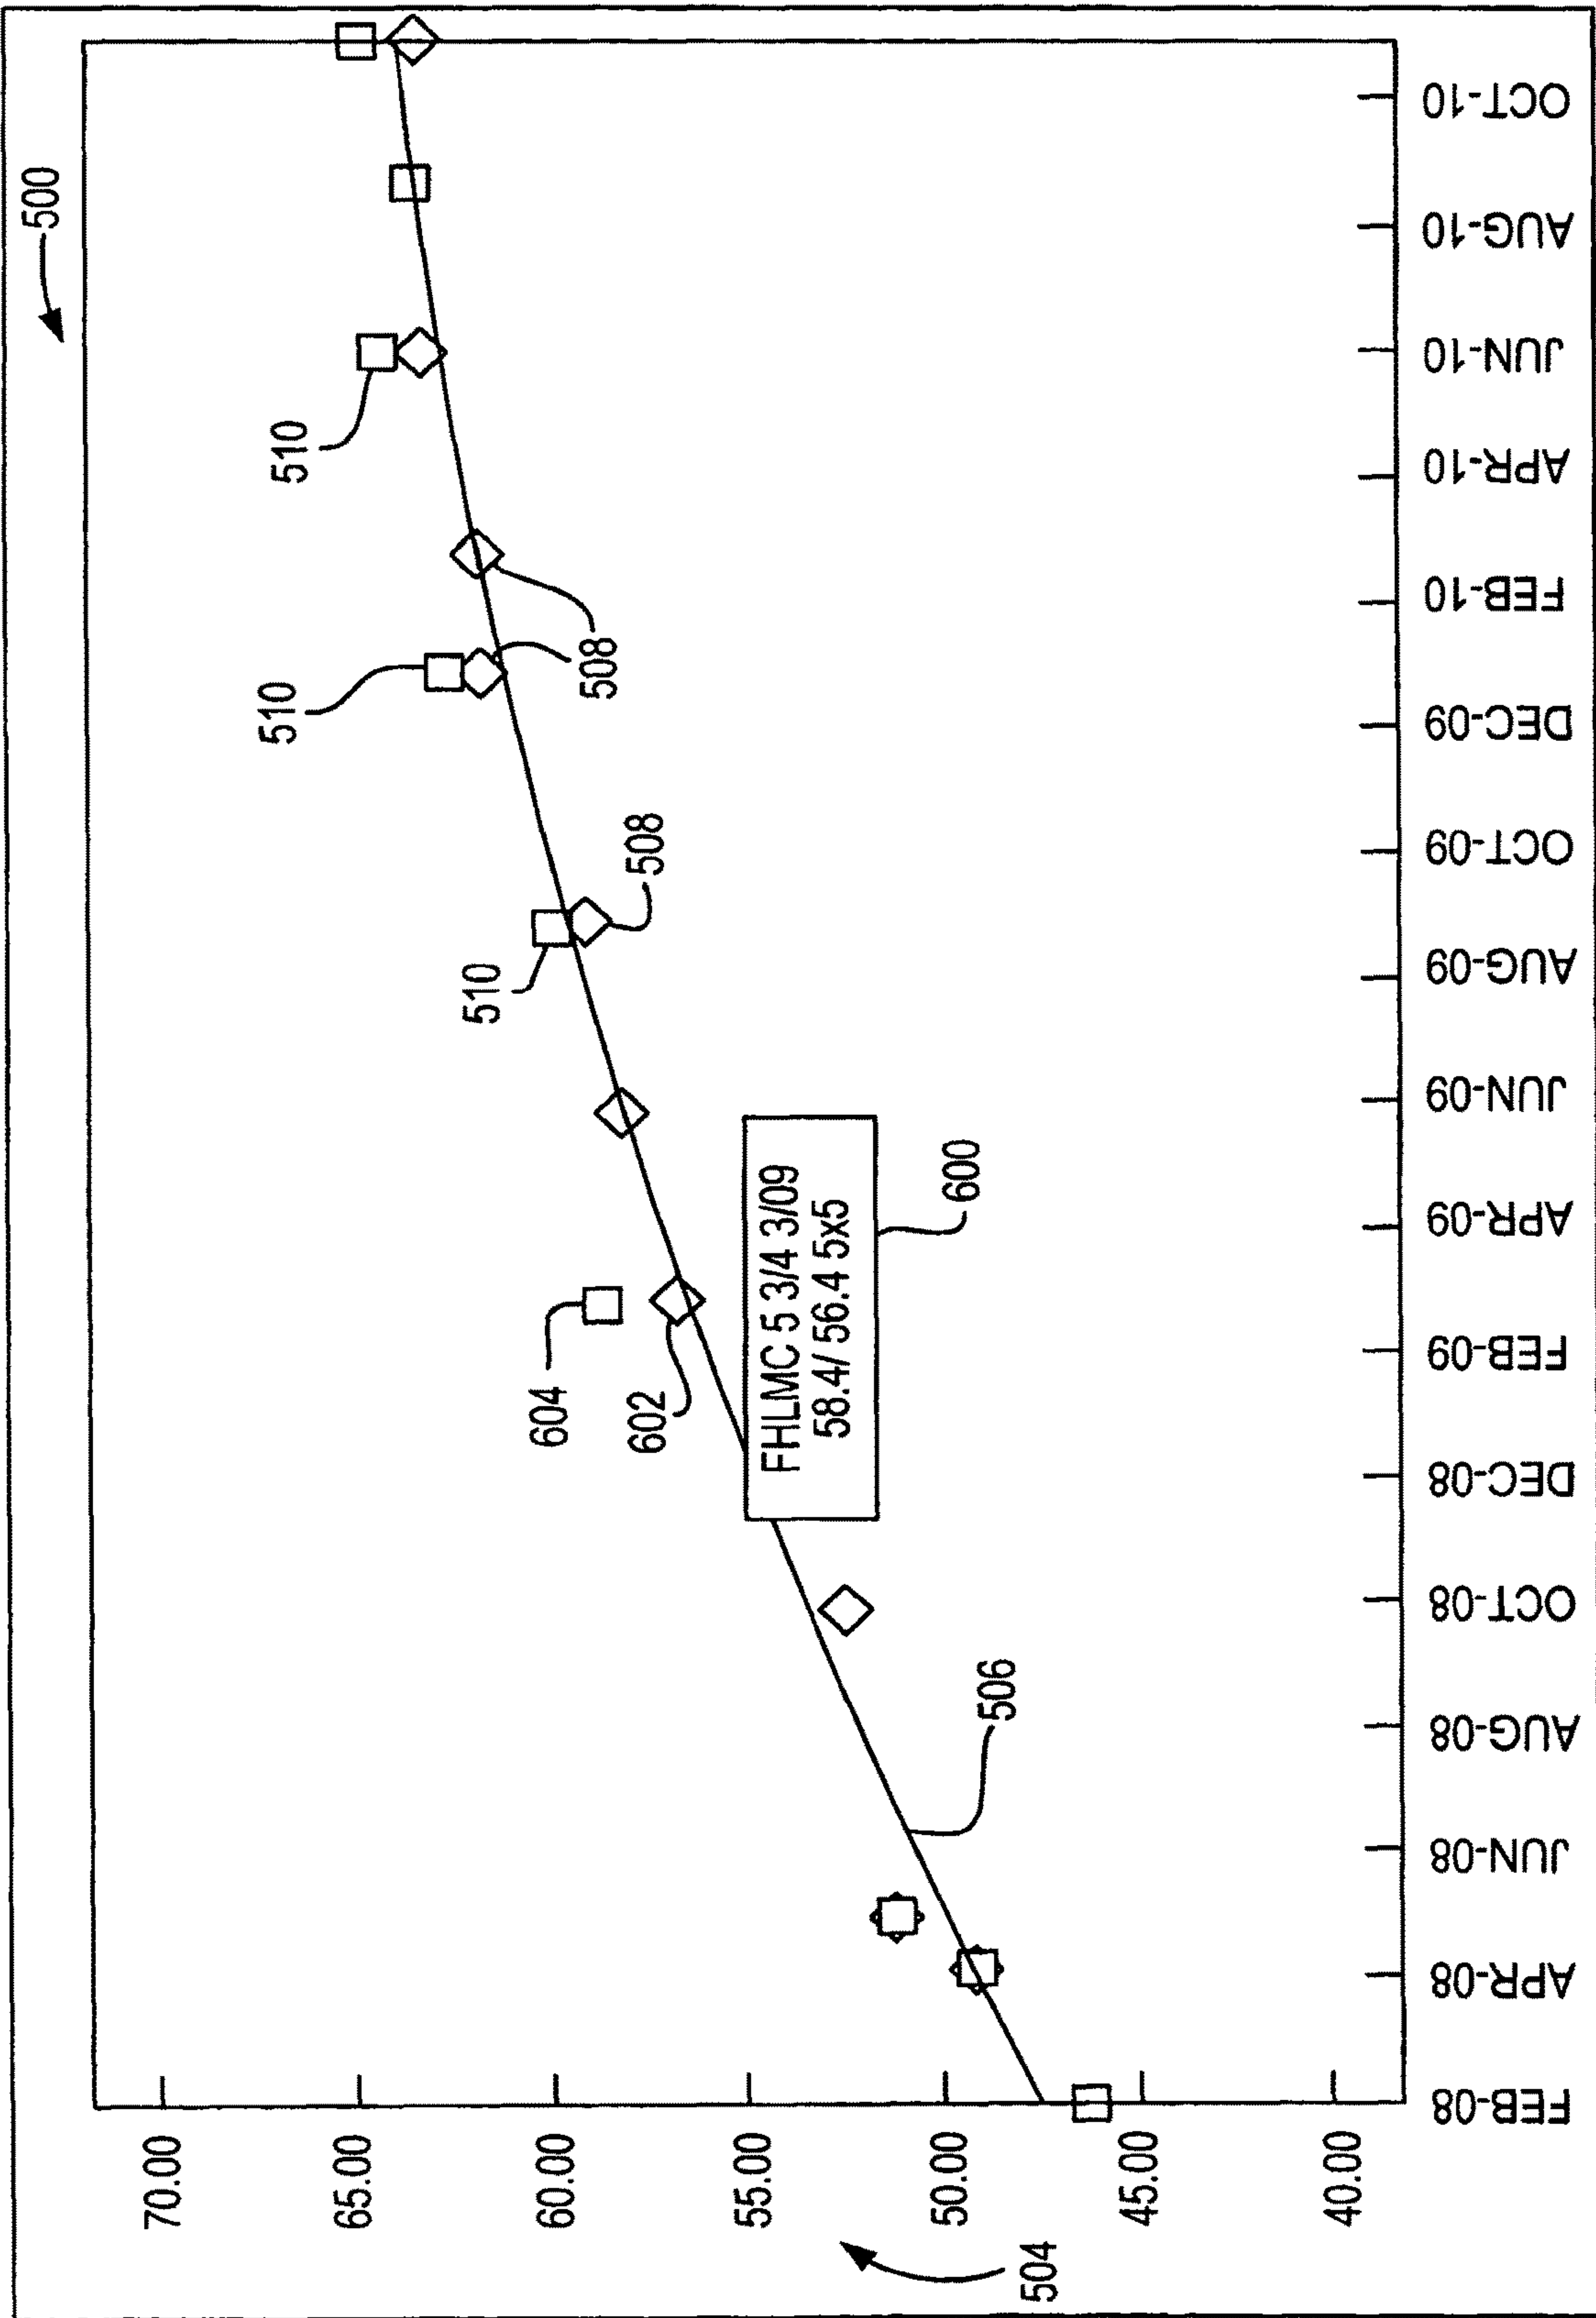 500
70.00
65.00
60.00
55.00
50.00
45.00
40.00
504
510
510
510
508
508
604
602
FHLMC 5 3/4 3/09
58.4/ 56.4 5x5
600
506
FEB-08
APR-08
JUN-08
AUG-08
OCT-08
DEC-08
FEB-09
APR-09
JUN-09
AUG-09
OCT-09
DEC-09
FEB-10
APR-10
JUN-10
AUG-10
OCT-10